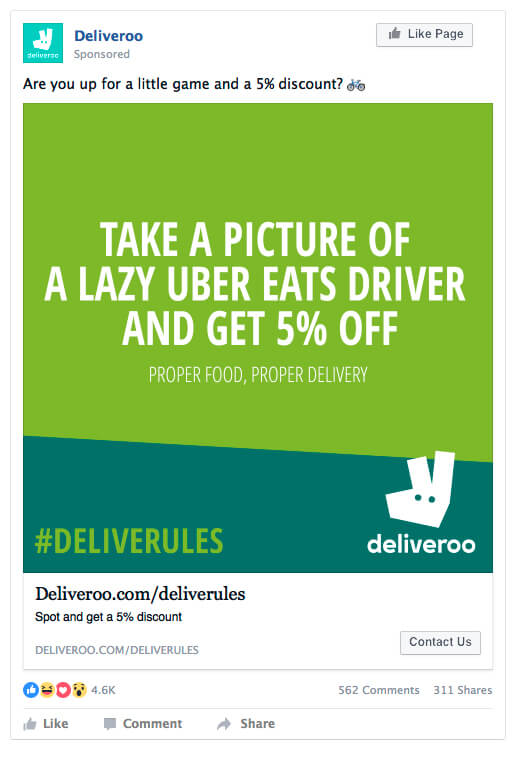 deliveroo
Deliveroo
Sponsored
Like Page
Are you up for a little game and a 5% discount?
TAKE A PICTURE OF
A LAZY UBER EATS DRIVER
AND GET 5% OFF
PROPER FOOD, PROPER DELIVERY
#DELIVERULES
deliveroo
Deliveroo.com/deliverules
Spot and get a 5% discount
DELIVEROO.COM/DELIVERULES
Contact Us
4.6K
562 Comments 311 Shares
Like Comment Share